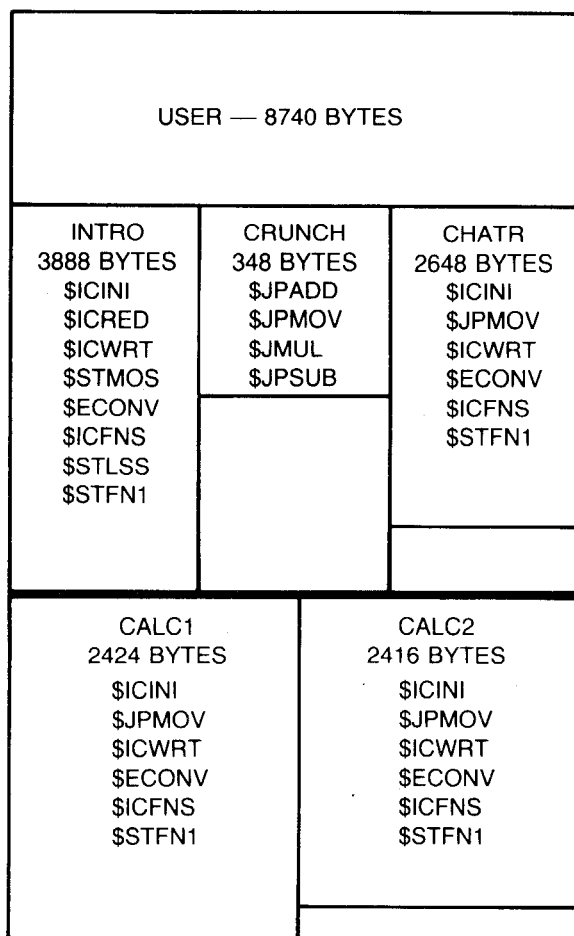 USER — 8740 BYTES
INTRO
3888 BYTES
$ICINI
$ICRED
$ICWRT
$STMOS
$ECONV
$ICFNS
$STLSS
$STFN1
CRUNCH
348 BYTES
$JPADD
$JPMOV
$JMUL
$JPSUB
CHATR
2648 BYTES
$ICINI
$JPMOV
$ICWRT
$ECONV
$ICFNS
$STFN1
CALC1
2424 BYTES
$ICINI
$JPMOV
$ICWRT
$ECONV
$ICFNS
$STFN1
CALC2
2416 BYTES
$ICINI
$JPMOV
$ICWRT
$ECONV
$ICFNS
$STFN1